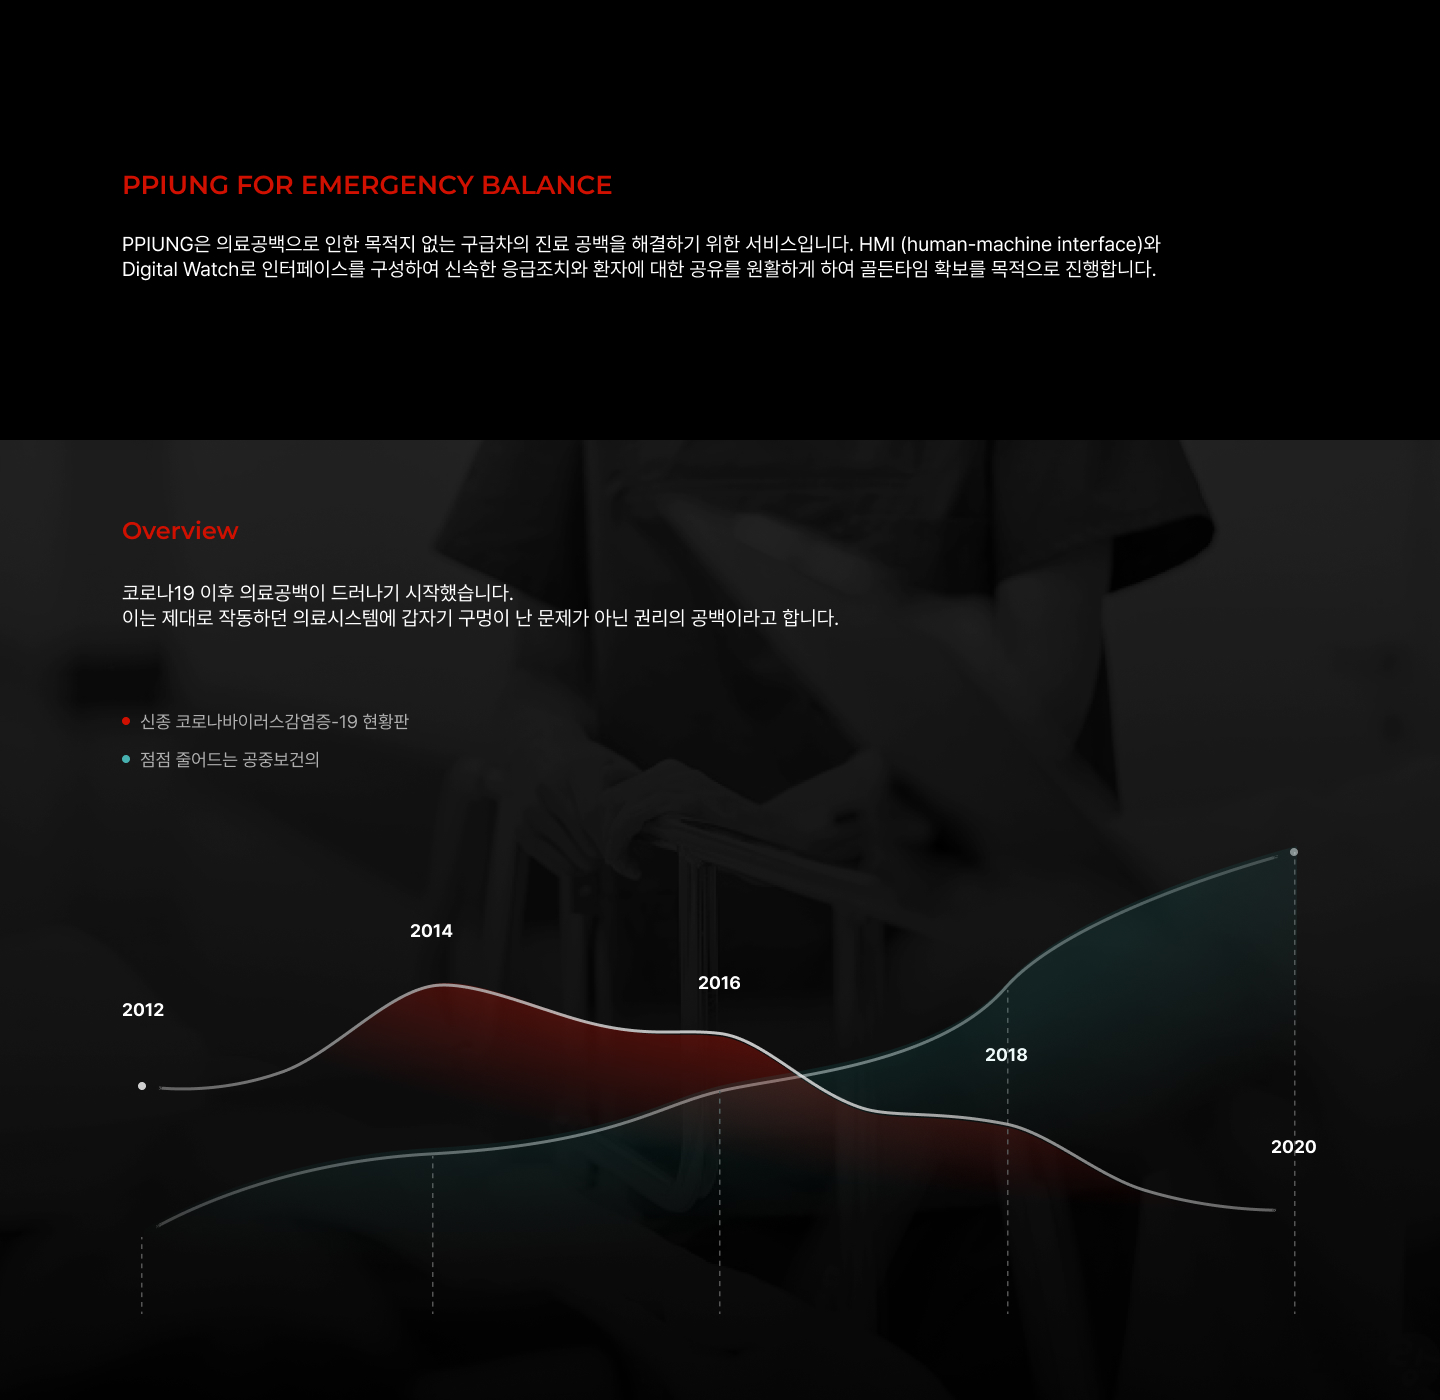 PPIUNG FOR EMERGENCY BALANCE
PPIUNG은 의료공백으로 인한 목적지 없는 구급차의 진료 공백을 해결하기 위한 서비스입니다. HMI (human-machine interface)와
Digital Watch로 인터페이스를 구성하여 신속한 응급조치와 환자에 대한 공유를 원활하게 하여 골든타임 확보를 목적으로 진행합니다.
Overview
코로나19 이후 의료공백이 드러나기 시작했습니다.
이는 제대로 작동하던 의료시스템에 갑자기 구멍이 난 문제가 아닌 권리의 공백이라고 합니다.
신종 코로나바이러스감염증-19 현황판
점점 줄어드는 공중보건의
2012
2014
2016
2018
2020